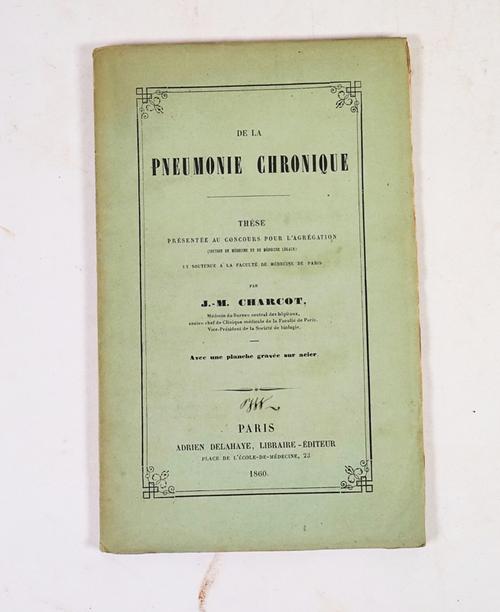 DE LA
PNEUMONIE CHRONIQUE
THÈSE
PRÉSENTÉE AU CONCOURS POUR L'AGRÉGATION
(SECTION DE MÉDECINE ET DE MÉDECINE LÉGALE)
ET SOUTENUE A LA FACULTÉ DE MÉDECINE DE PARIS
PAR
J.-M. CHARCOT,
Médecin du Bureau central des hôpitaux,
ancien chef de Clinique médicale de la Faculté de Paris,
Vice-Président de la Société de biologie.
Avec une planche gravée sur acier.
PARIS
ADRIEN DELAHAYE, LIBRAIRE-ÉDITEUR
PLACE DE L'ÉCOLE-DE-MÉDECINE, 23
1860